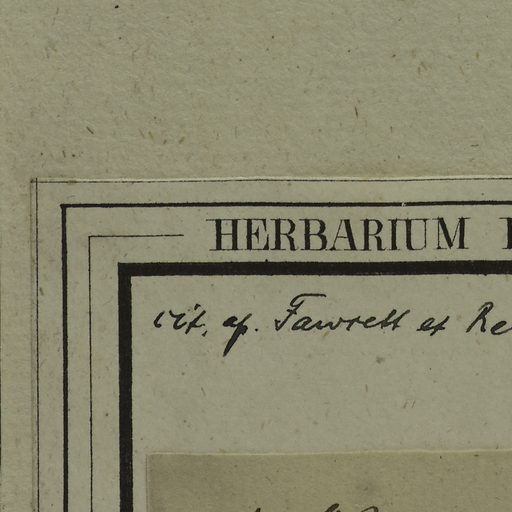 HERBARIUM
cit. ap. Fawcett et Re